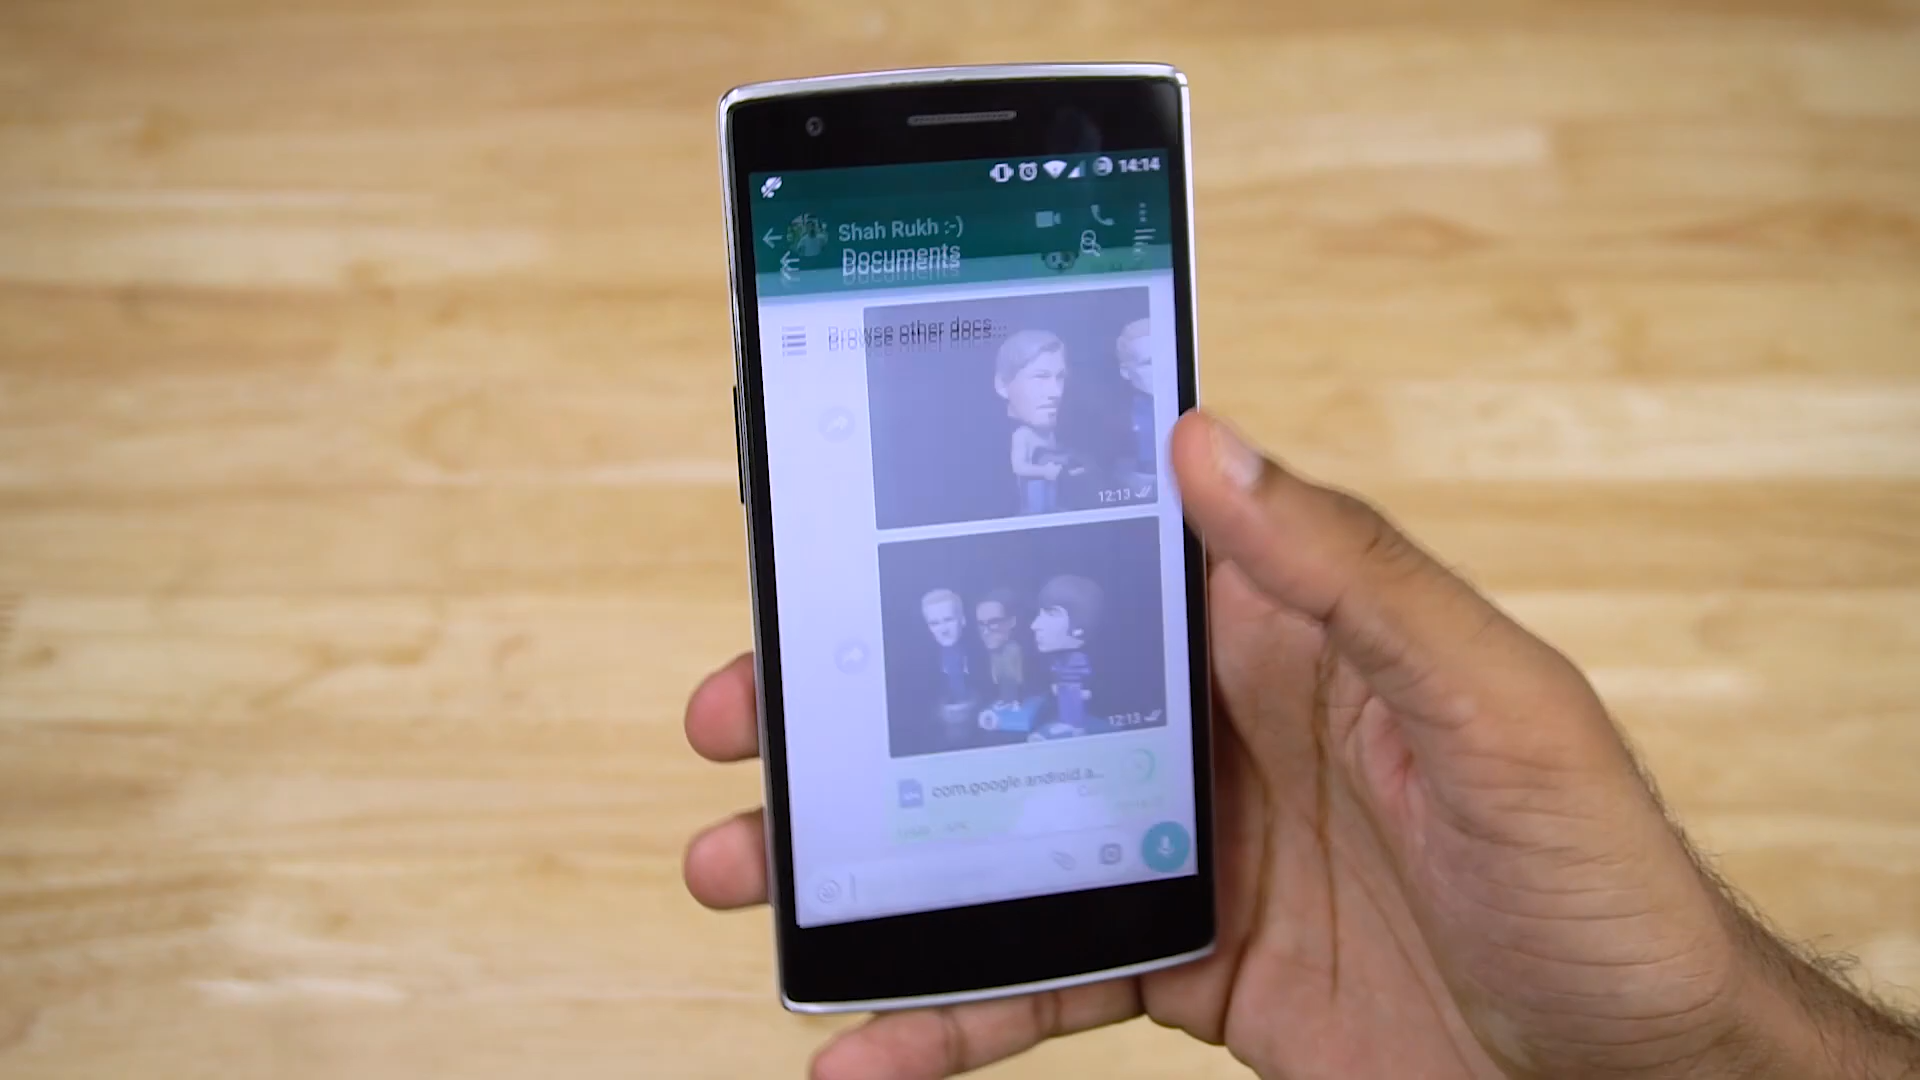 14:14
Shah Rukh :-)
Documents
Browse other docs...
12:13
12:13
com.google.android.a...